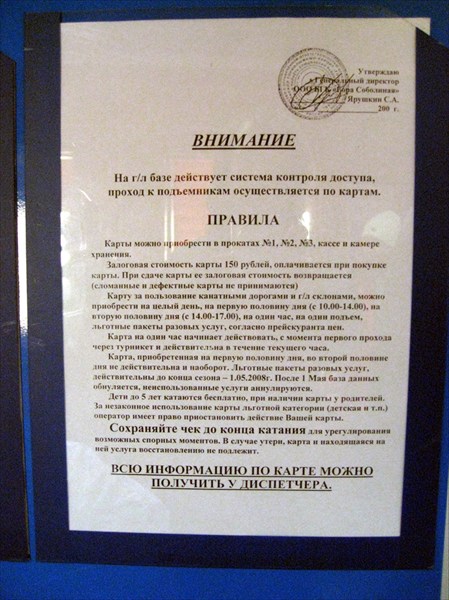 Утверждаю
Генеральный директор
«Гора Соболиная»
Ярушкин С.А.
200 г.
ВНИМАНИЕ
На г/л базе действует система контроля доступа,
проход к подъемникам осуществляется по картам.
ПРАВИЛА
Карты можно приобрести в прокатах №1, №2, №3, кассе и камере
хранения.
Залоговая стоимость карты 150 рублей, оплачивается при покупке
карты. При сдаче карты ее залоговая стоимость возвращается
(сломанные и дефектные карты не принимаются)
Карту за пользование канатными дорогами и г/л склонами, можно
приобрести на целый день, на первую половину дня (с 10.00-14.00), на
вторую половину дня (с 14.00-17.00), на один час, на один подъем,
льготные пакеты разовых услуг, согласно прейскуранта цен.
Карта на один час начинает действовать, с момента первого прохода
через турникет и действительна в течение текущего часа.
Карта, приобретенная на первую половину дня, во второй половине
дня не действительна и наоборот. Льготные пакеты разовых услуг,
действительны до конца сезона – 1.05.2008г. После 1 Мая база данных
обнуляется, неиспользованные услуги аннулируются.
Дети до 5 лет катаются бесплатно, при наличии карты у родителей.
За незаконное использование карты льготной категории (детская и т.п.)
оператор имеет право приостановить действие Вашей карты.
Сохраняйте чек до конца катания для урегулирования
возможных спорных моментов. В случае утери, карта и находящаяся на
ней услуга восстановлению не подлежит.
ВСЮ ИНФОРМАЦИЮ ПО КАРТЕ МОЖНО
ПОЛУЧИТЬ У ДИСПЕТЧЕРА.